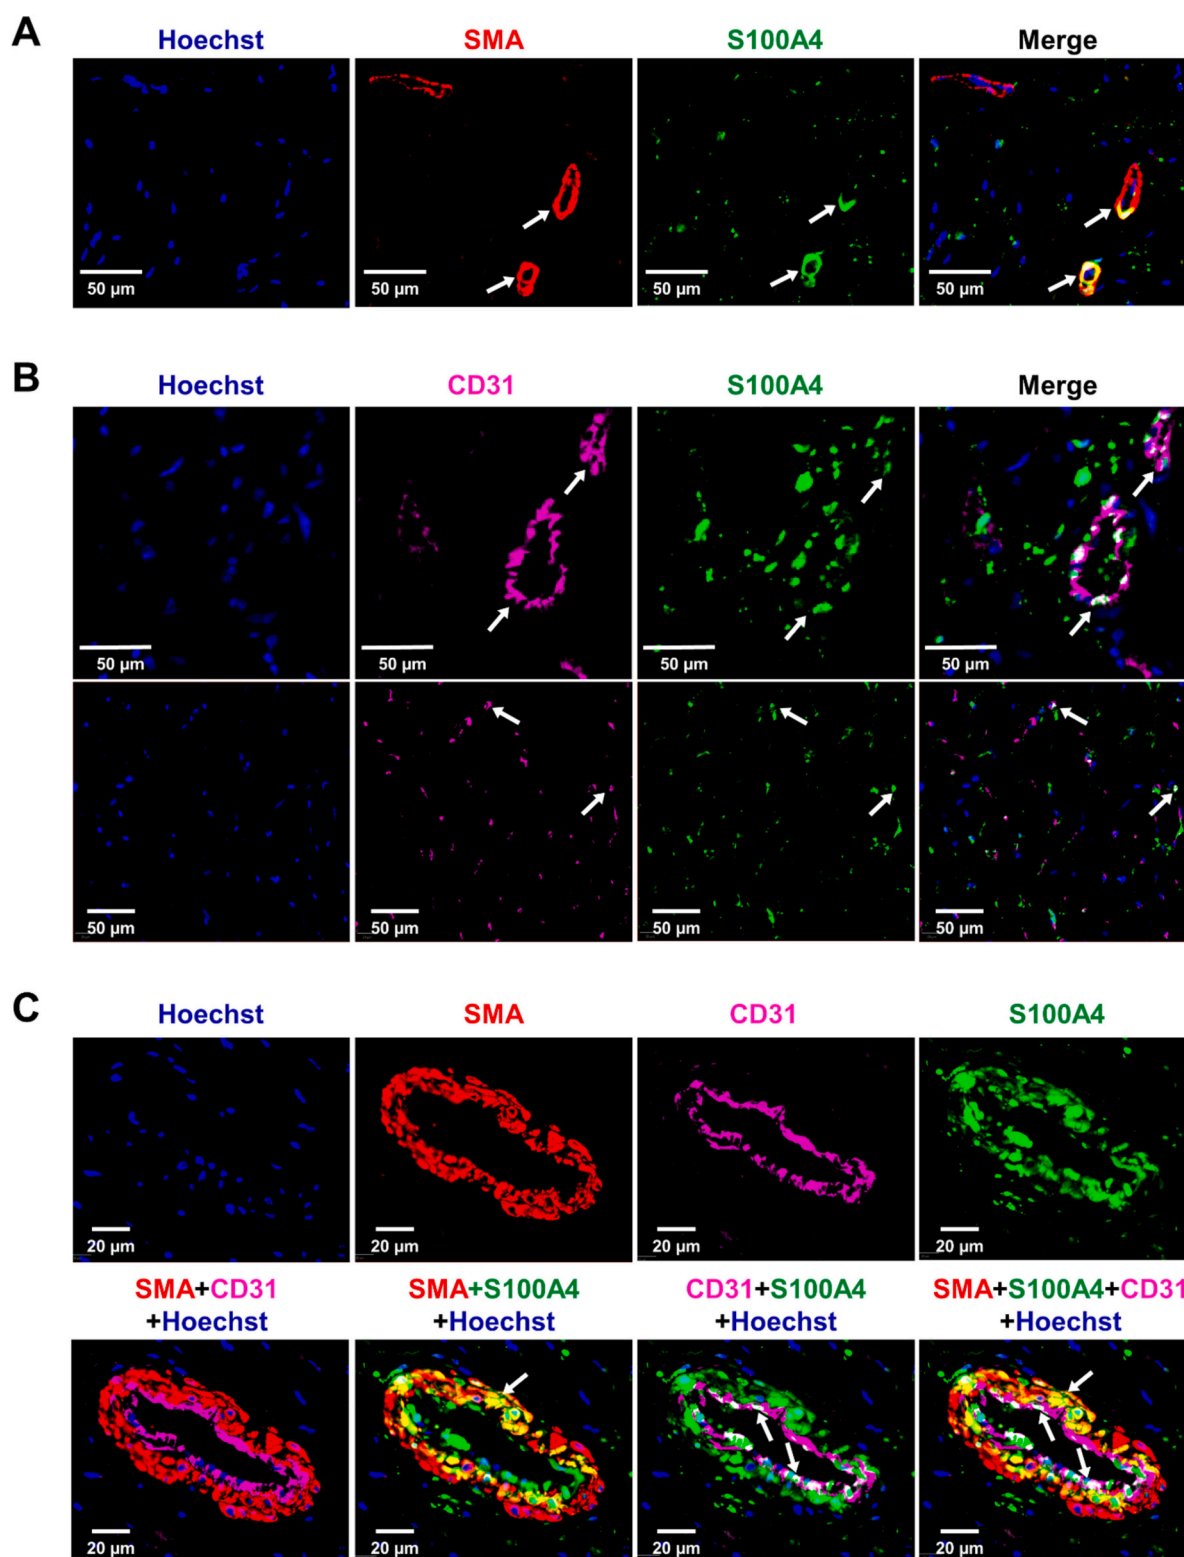 A
Hoechst SMA S100A4 Merge
50 µm 50 µm 50 µm 50 µm
B
Hoechst CD31 S100A4 Merge
50 µm 50 µm 50 µm 50 µm
50 µm 50 µm 50 µm 50 µm
C
Hoechst SMA CD31 S100A4
20 µm 20 µm 20 µm 20 µm
SMA+CD31 SMA+S100A4 CD31+S100A4 SMA+S100A4+CD31
+Hoechst +Hoechst +Hoechst +Hoechst
20 µm 20 µm 20 µm 20 µm